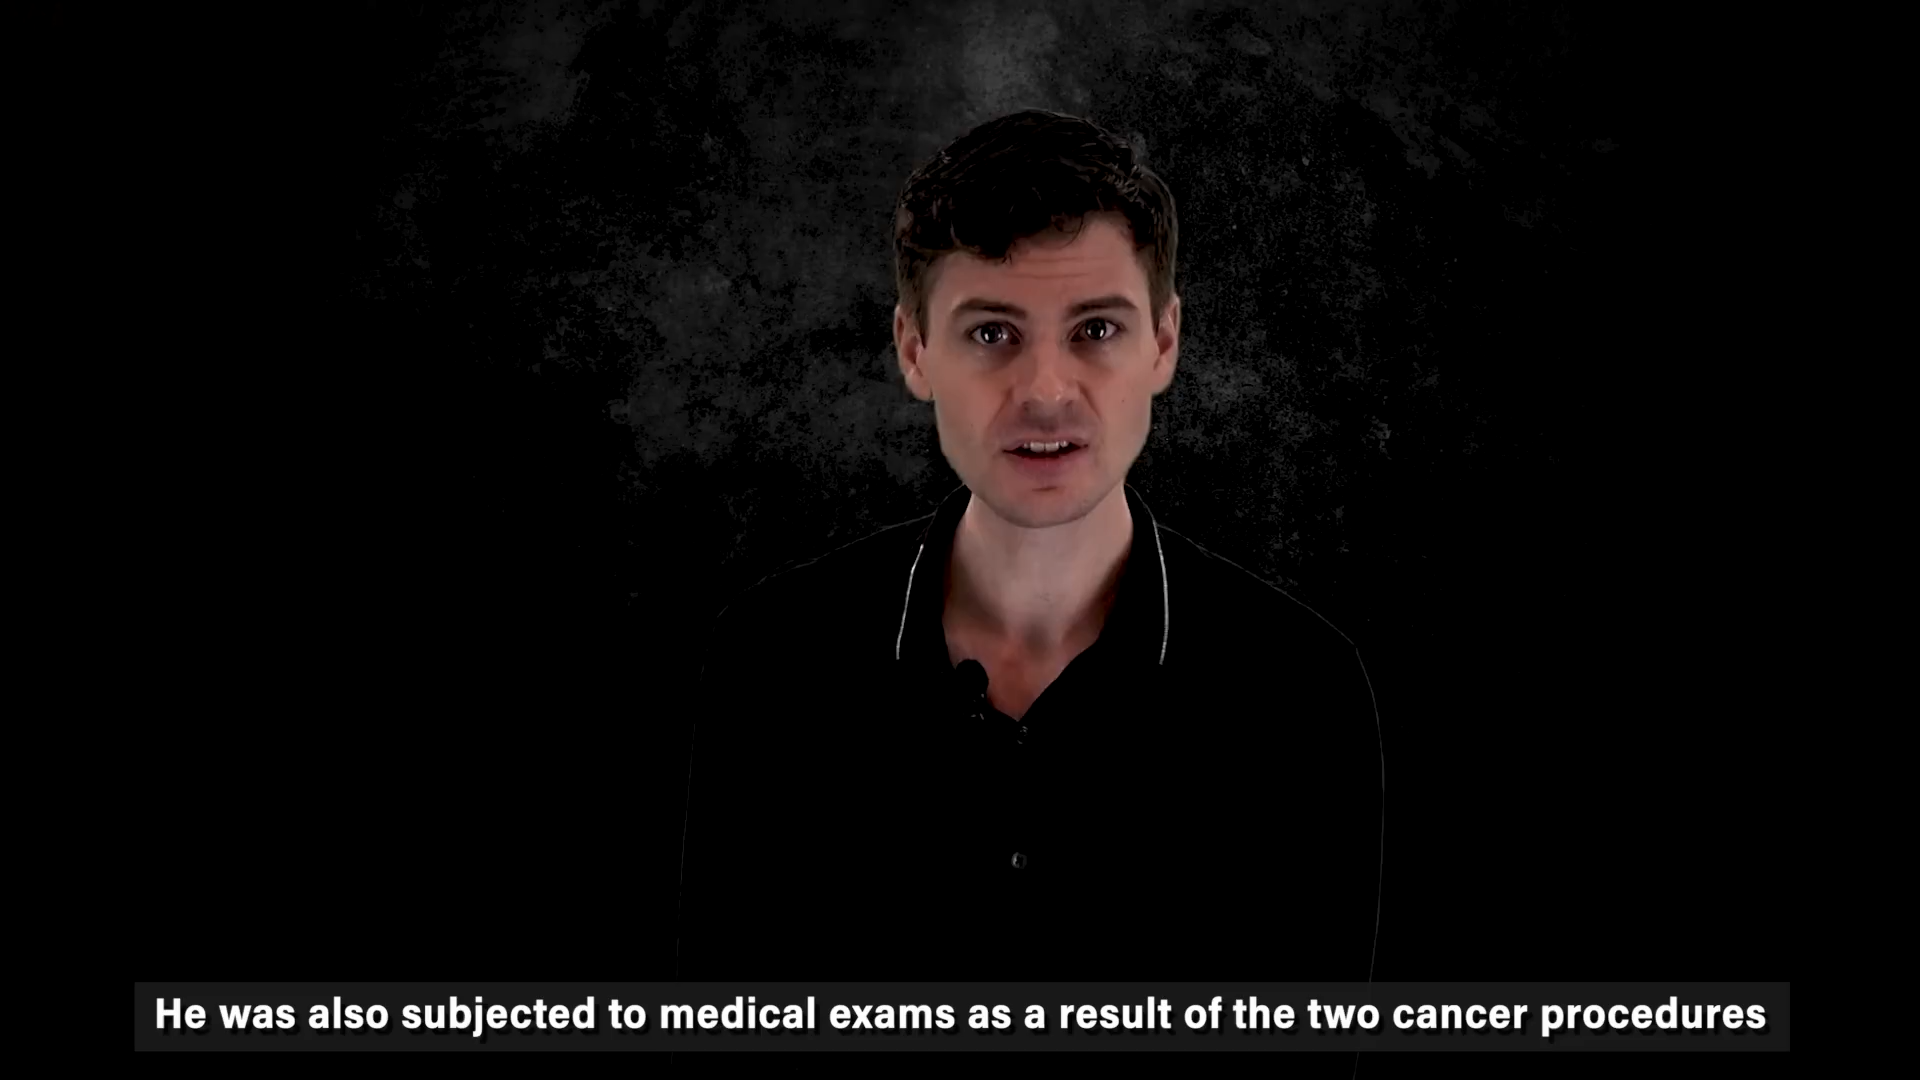 He was also subjected to medical exams as a result of the two cancer procedures